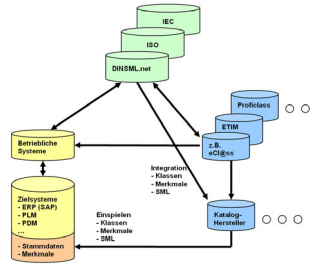 IEC
ISO
DINSML.net
Proficlass
ETIM
z.B.
eCl@ss
Betriebliche
Systeme
Integration
- Klassen
- Merkmale
- SML
Zielsysteme
- ERP (SAP)
- PLM
- PDM
...
- Stammdaten
- Merkmale
Einspielen
- Klassen
- Merkmale
- SML
Katalog-
Hersteller